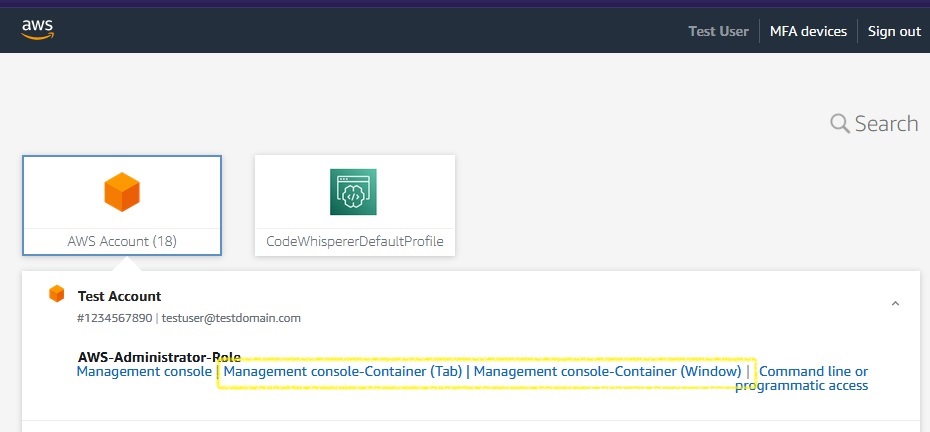 aws
Test User
MFA devices
Sign out
Search
AWS Account (18)
CodeWhispererDefaultProfile
Test Account
#1234567890 | testuser@testdomain.com
AWS-Administrator-Role
Management console | Management console-Container (Tab) | Management console-Container (Window) | Command line or
programmatic access